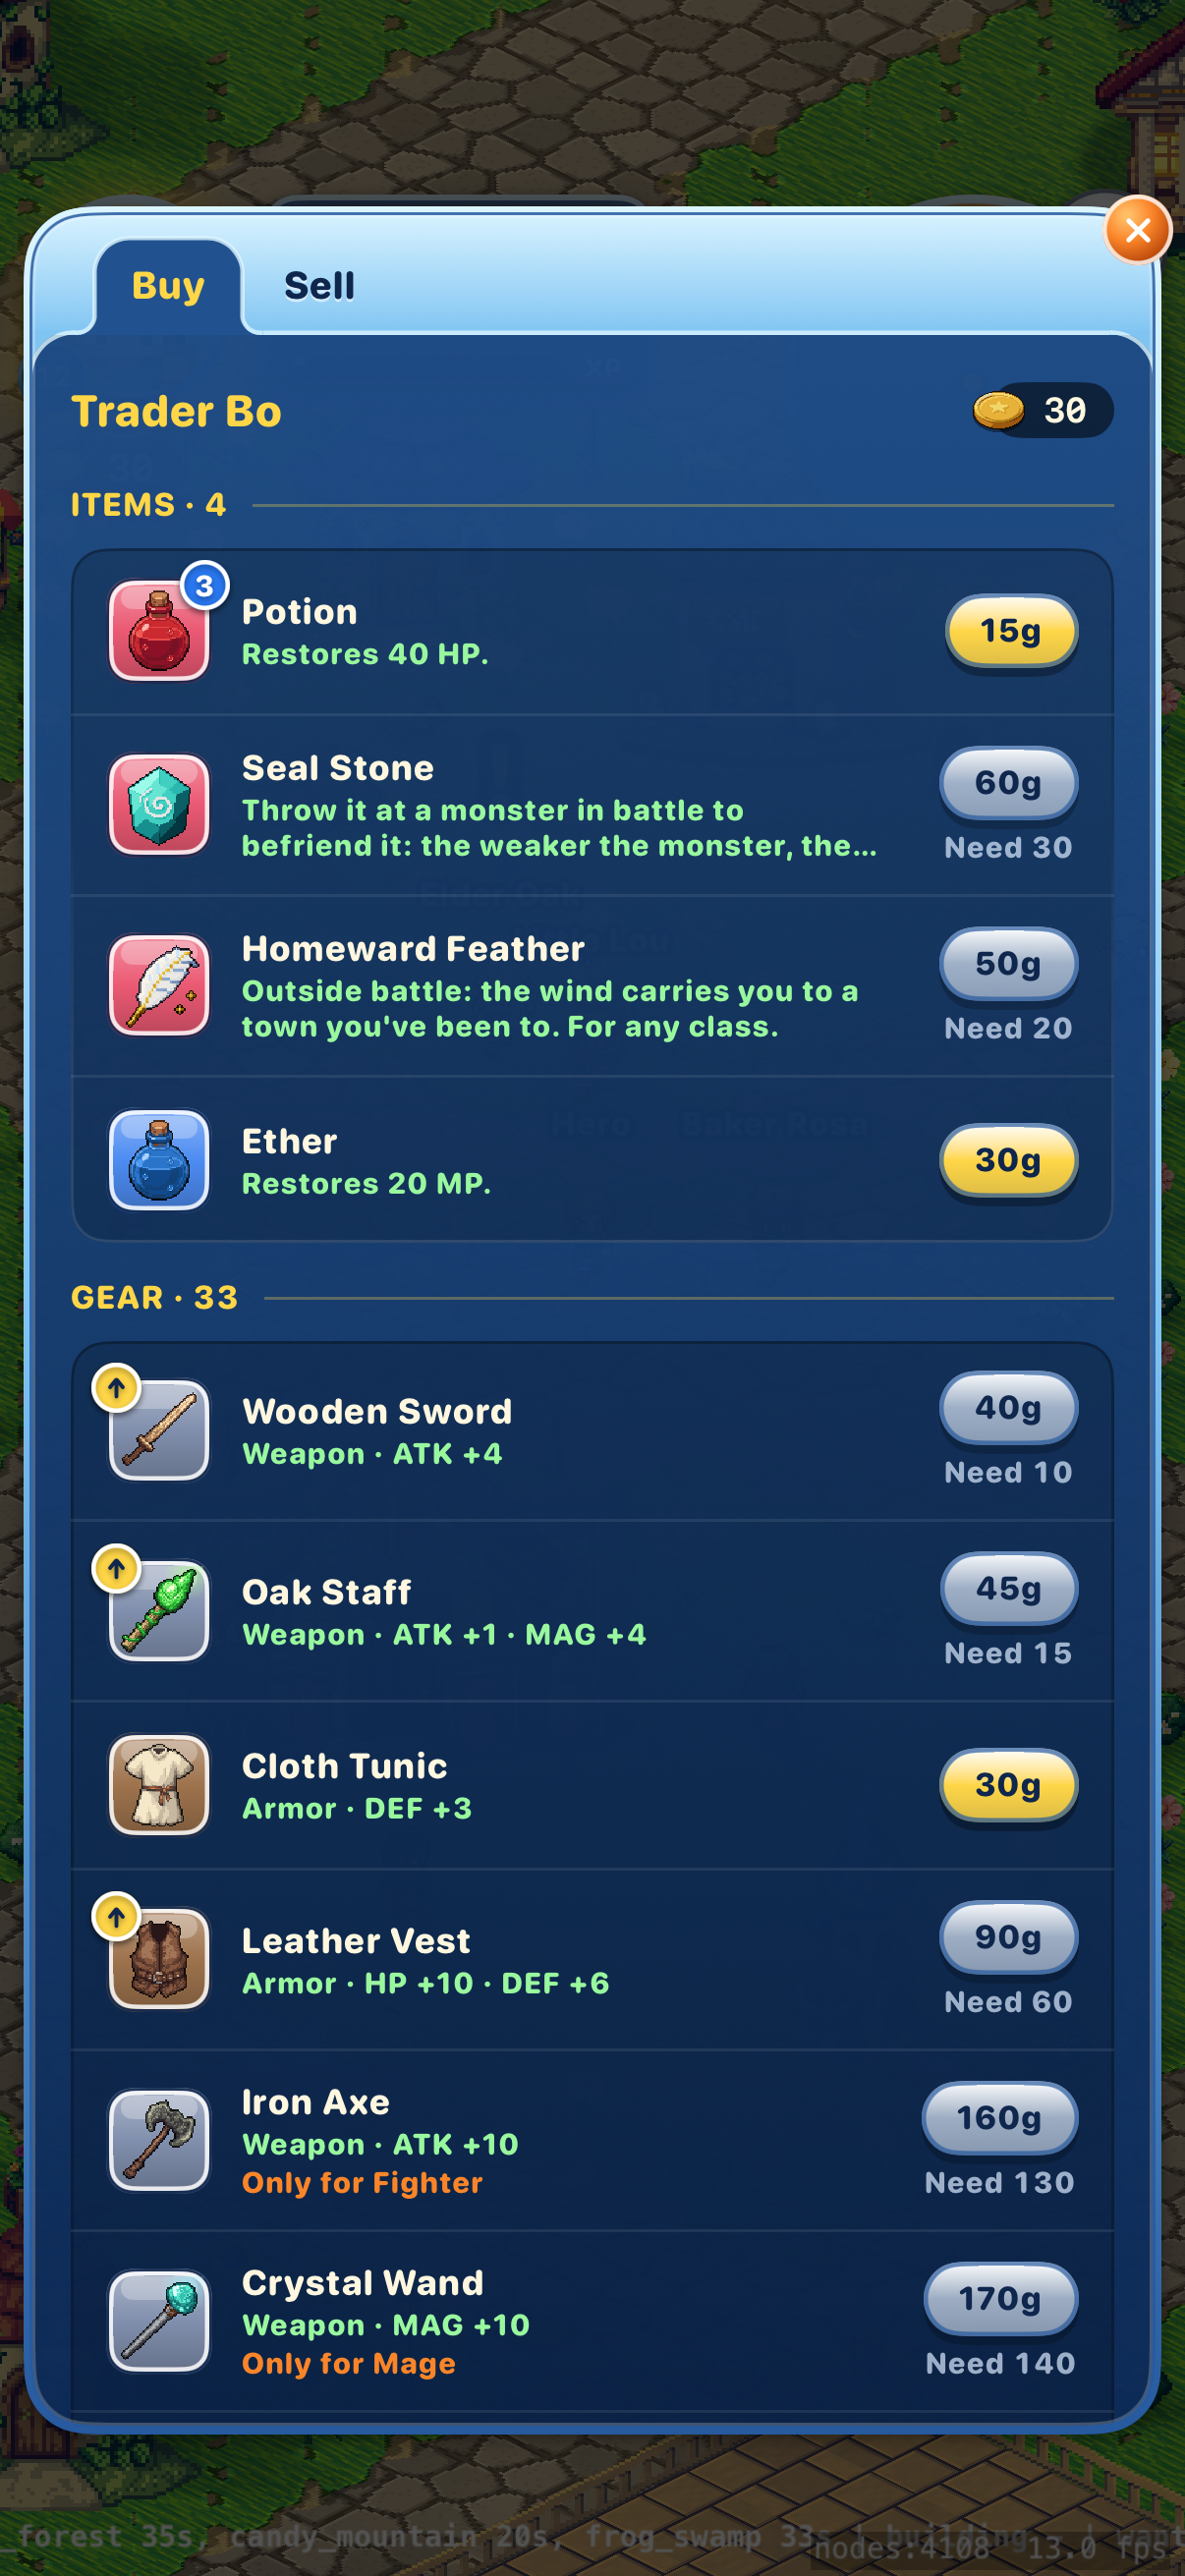 Buy
Sell
Trader Bo
30
ITEMS · 4
3
Potion
Restores 40 HP.
15g
Seal Stone
Throw it at a monster in battle to
befriend it: the weaker the monster, the...
60g
Need 30
Homeward Feather
Outside battle: the wind carries you to a
town you've been to. For any class.
50g
Need 20
Ether
Restores 20 MP.
30g
GEAR · 33
Wooden Sword
Weapon · ATK +4
40g
Need 10
Oak Staff
Weapon · ATK +1 · MAG +4
45g
Need 15
Cloth Tunic
Armor · DEF +3
30g
Leather Vest
Armor · HP +10 · DEF +6
90g
Need 60
Iron Axe
Weapon · ATK +10
Only for Fighter
160g
Need 130
Crystal Wand
Weapon · MAG +10
Only for Mage
170g
Need 140
forest 35s, candy_mountain 20s, frog_swamp 33s
nodes:4108 13.0 fps